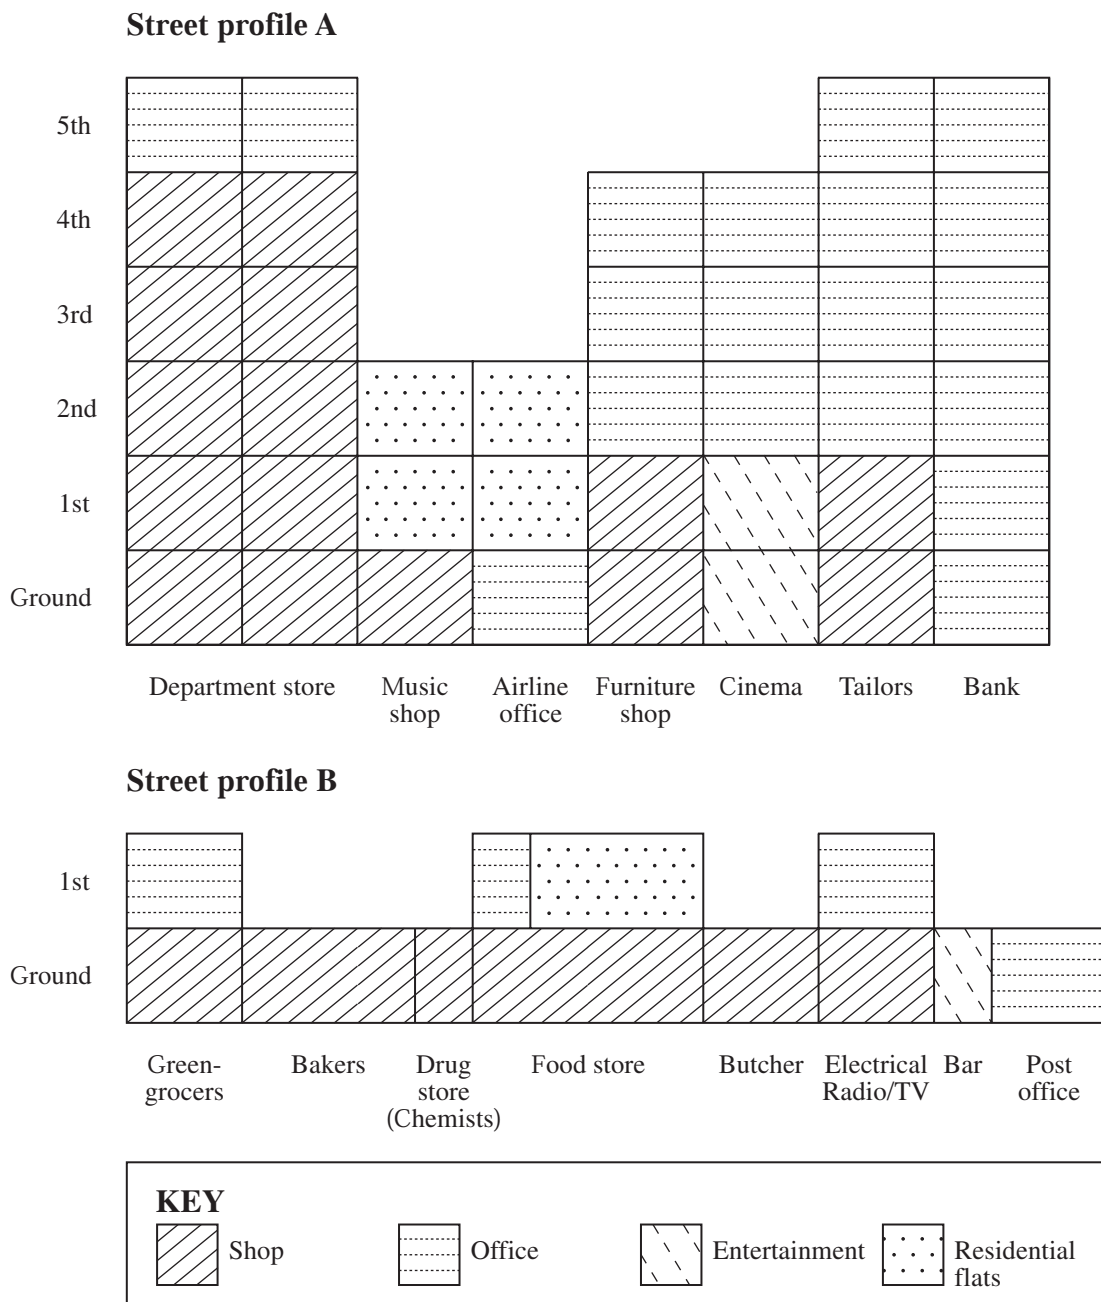 Street profile A
5th
4th
3rd
2nd
1st
Ground
Department store
Music
shop
Airline
office
Furniture
shop
Cinema
Tailors
Bank
Street profile B
1st
Ground
Green-
grocers
Bakers
Drug
store
(Chemists)
Food store
Butcher
Electrical
Radio/TV
Bar
Post
office
KEY
Shop
Office
Entertainment
Residential
flats